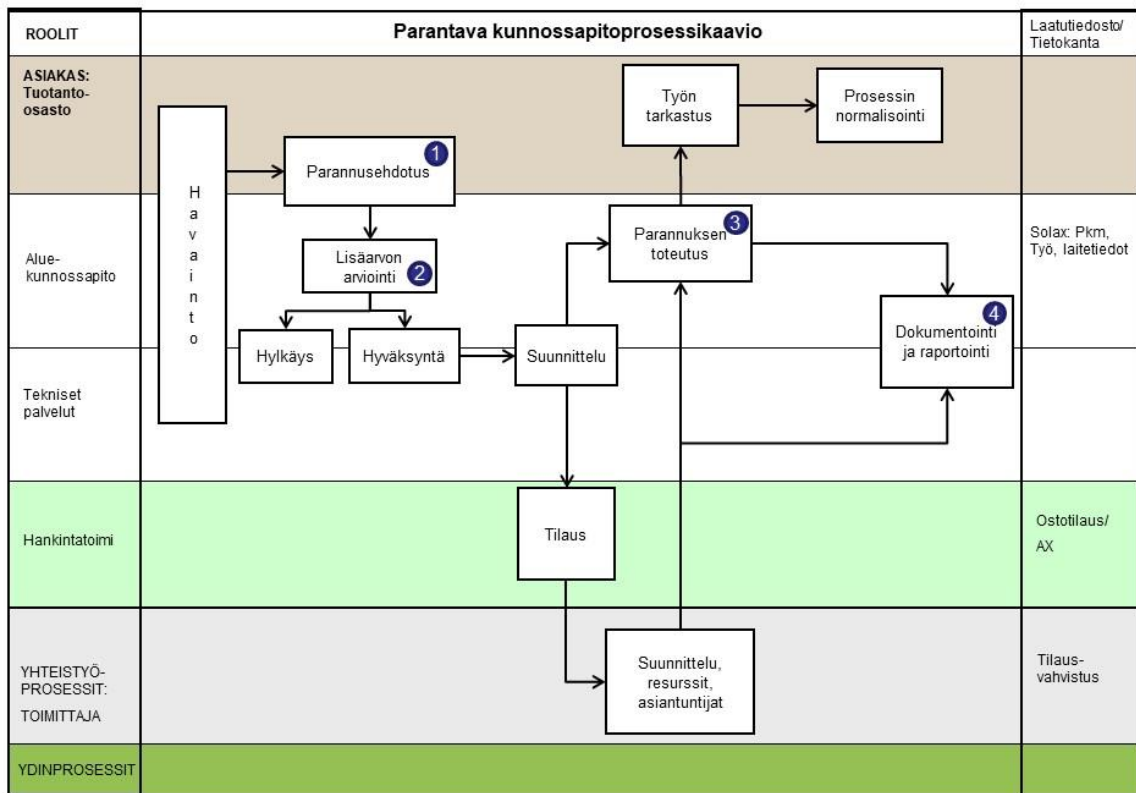 ROOLIT
Parantava kunnossapitoprosessikaavio
Laatutiedosto/
Tietokanta
ASIAKAS:
Tuotanto-
osasto
Työn
tarkastus
Prosessin
normalisointi
Havainto
Parannusehdotus
1
Alue-
kunnossapito
Lisäarvon
arviointi
2
Parannuksen
toteutus
3
Solax: Pkm,
Työ, laitetiedot
Hylkäys
Hyväksyntä
Suunnittelu
Dokumentointi
ja raportointi
4
Tekniset
palvelut
Hankintatoimi
Tilaus
Ostotilaus/
AX
YHTEISTYÖ-
PROSESSIT:
TOIMITTAJA
Suunnittelu,
resurssit,
asiantuntijat
Tilaus-
vahvistus
YDINPROSESSIT